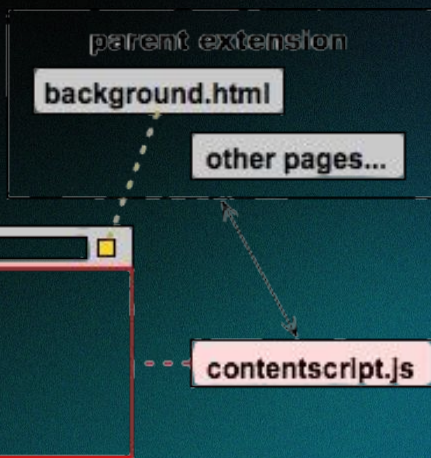 parent extension
background.html
other pages...
contentscript.js